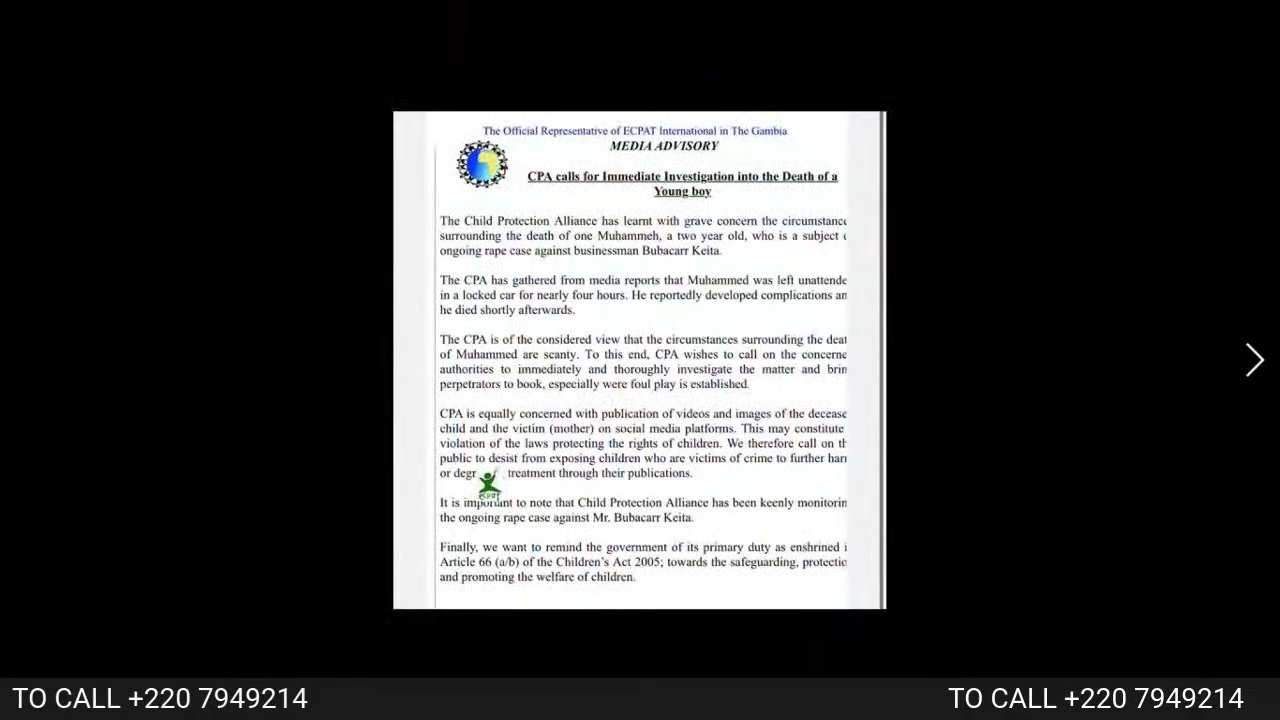 The Official Representative of ECPAT International in The Gambia
MEDIA ADVISORY
CPA calls for Immediate Investigation into the Death of a
Young boy
The Child Protection Alliance has learnt with grave concern the circumstance
surrounding the death of one Muhammeh, a two year old, who is a subject
ongoing rape case against businessman Bubacarr Keita.
The CPA has gathered from media reports that Muhammed was left unattende
in a locked car for nearly four hours. He reportedly developed complications an
he died shortly afterwards.
The CPA is of the considered view that the circumstances surrounding the deat
of Muhammed are scanty. To this end, CPA wishes to call on the concerne
authorities to immediately and thoroughly investigate the matter and brin
perpetrators to book, especially were foul play is established.
CPA is equally concerned with publication of videos and images of the decease
child and the victim (mother) on social media platforms. This may constitute
violation of the laws protecting the rights of children. We therefore call on th
public to desist from exposing children who are victims of crime to further har
or degr treatment through their publications.
ECPAT
It is important to note that Child Protection Alliance has been keenly monitorin
the ongoing rape case against Mr. Bubacarr Keita.
Finally, we want to remind the government of its primary duty as enshrined i
Article 66 (a/b) of the Children's Act 2005; towards the safeguarding, protectio
and promoting the welfare of children.
TO CALL +220 7949214
TO CALL +220 7949214